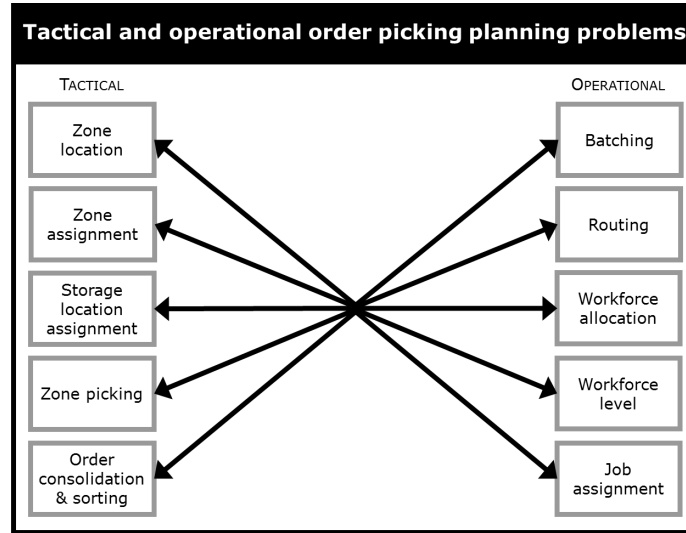 Tactical and operational order picking planning problems
TACTICAL
OPERATIONAL
Zone
location
Zone
assignment
Storage
location
assignment
Zone picking
Order
consolidation
& sorting
Batching
Routing
Workforce
allocation
Workforce
level
Job
assignment